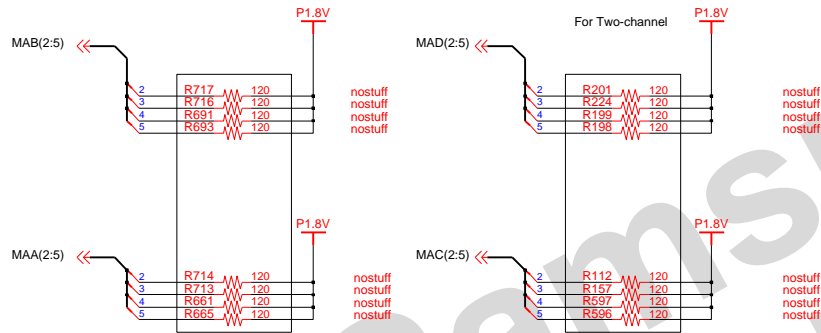 P1.8V
MAB(2:5)
2 R717 120 nostuff
3 R716 120 nostuff
4 R691 120 nostuff
5 R693 120 nostuff
P1.8V
MAA(2:5)
2 R714 120 nostuff
3 R713 120 nostuff
4 R661 120 nostuff
5 R665 120 nostuff
For Two-channel
P1.8V
MAD(2:5)
2 R201 120 nostuff
3 R224 120 nostuff
4 R199 120 nostuff
5 R198 120 nostuff
P1.8V
MAC(2:5)
2 R112 120 nostuff
3 R157 120 nostuff
4 R597 120 nostuff
5 R596 120 nostuff